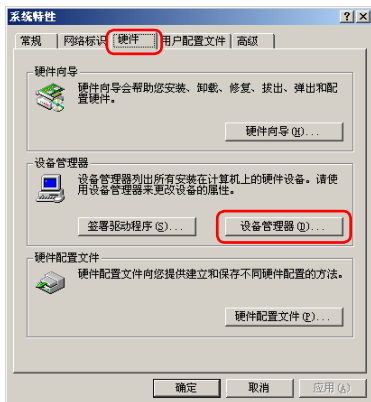 系统特性
常规 网络标识 硬件 用户配置文件 高级
硬件向导
硬件向导会帮助您安装、卸载、修复、拔出、弹出和配
置硬件。
硬件向导(H)...
设备管理器
设备管理器列出所有安装在计算机上的硬件设备。请使
用设备管理器来更改设备的属性。
签署驱动程序(S)... 设备管理器(D)...
硬件配置文件
硬件配置文件向您提供建立和保存不同硬件配置的方法。
硬件配置文件(P)...
确定 取消 应用(A)